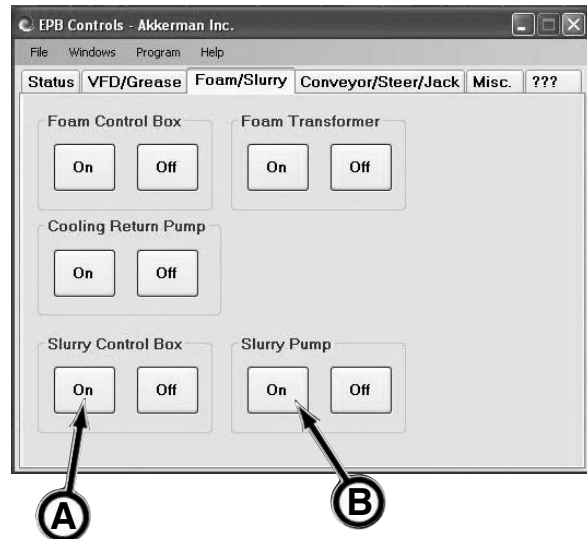 EPB Controls - Akkerman Inc.
File Windows Program Help
Status VFD/Grease Foam/Slurry Conveyor/Steer/Jack Misc. ???
Foam Control Box Foam Transformer
On Off On Off
Cooling Return Pump
On Off
Slurry Control Box Slurry Pump
On Off On Off
A B